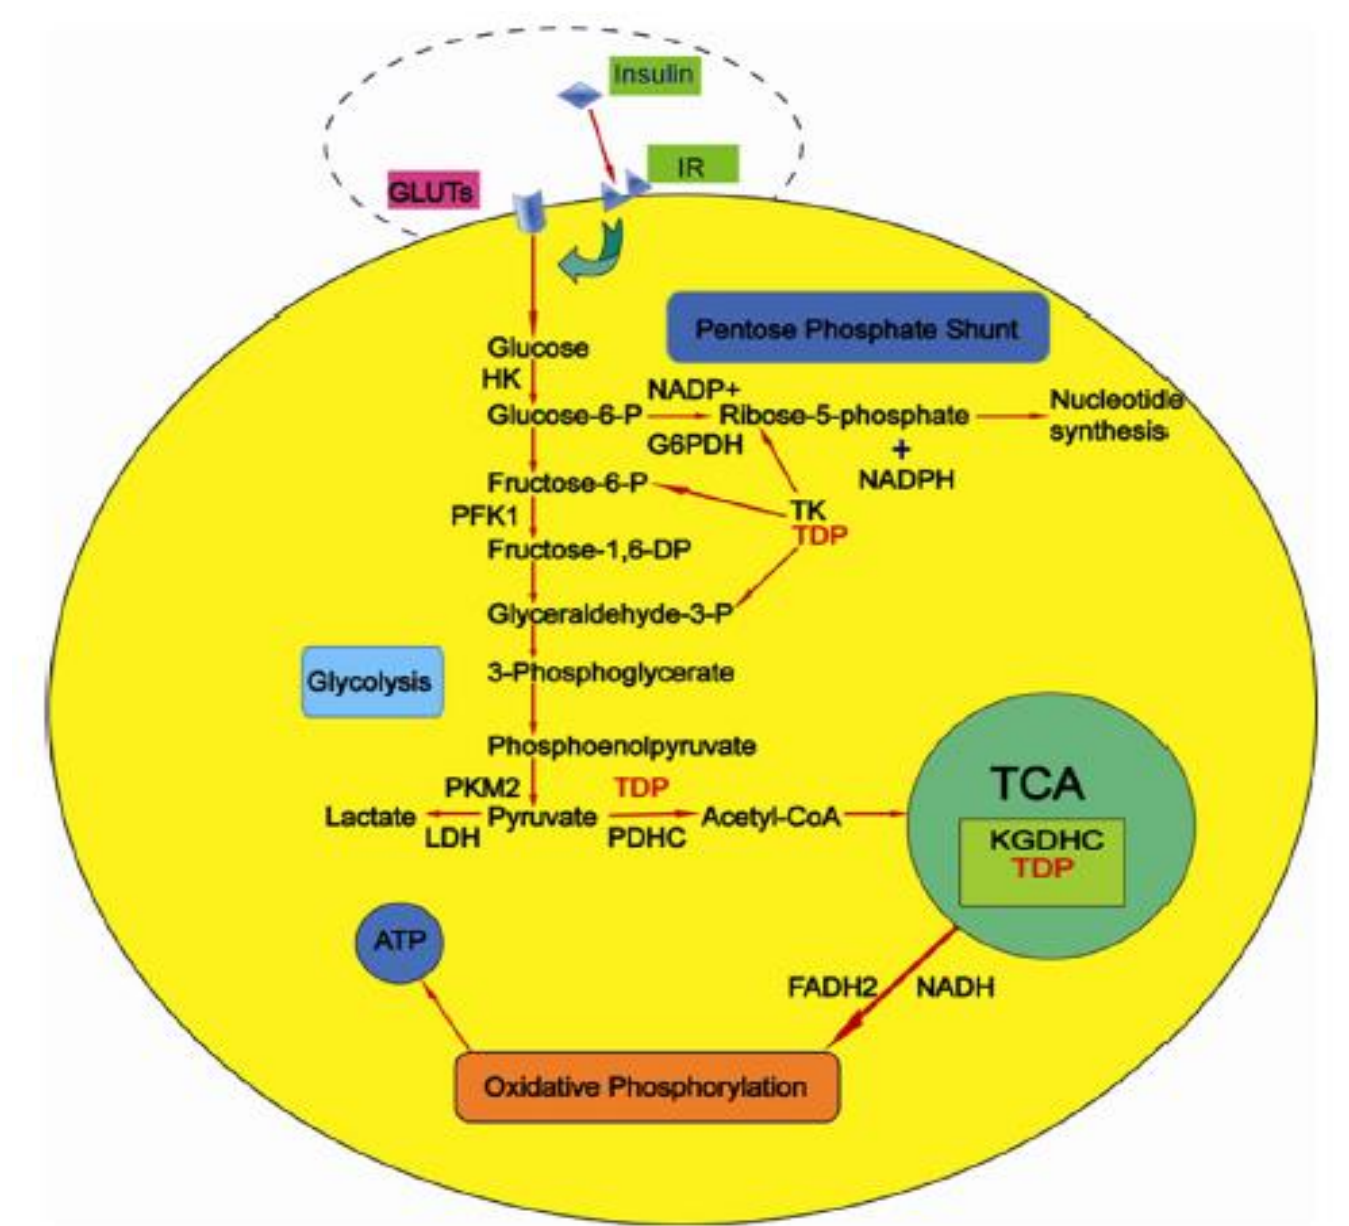 Insulin
IR
GLUTs
Pentose Phosphate Shunt
Glucose
HK
NADP+
Glucose-6-P
Ribose-5-phosphate
Nucleotide
synthesis
G6PDH
+
NADPH
Fructose-6-P
PFK1
TK
TDP
Fructose-1,6-DP
Glyceraldehyde-3-P
Glycolysis
3-Phosphoglycerate
Phosphoenolpyruvate
PKM2
TDP
Lactate
Pyruvate
Acetyl-CoA
LDH
PDHC
TCA
KGDHC
TDP
ATP
FADH2
NADH
Oxidative Phosphorylation